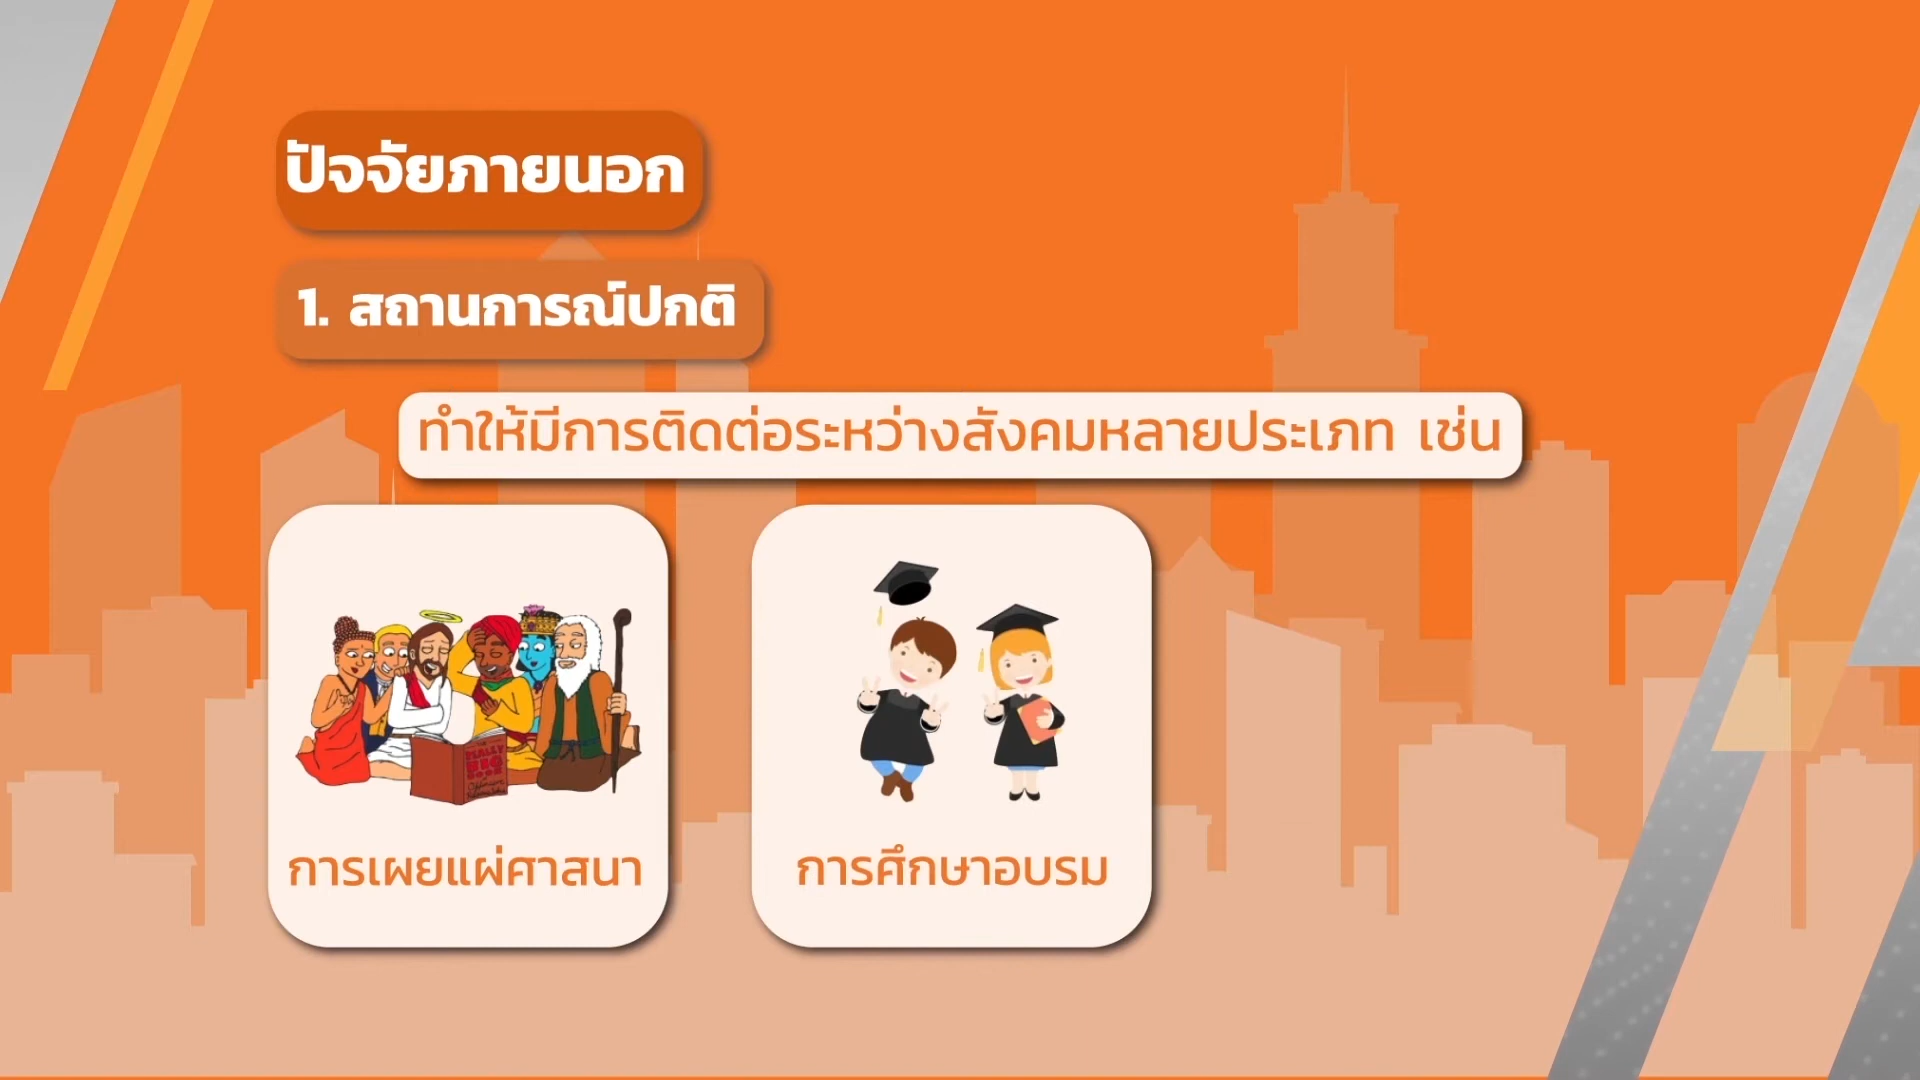 ปัจจัยภายนอก
1. สถานการณ์ปกติ
ทำให้มีการติดต่อระหว่างสังคมหลายประเภท เช่น
THE
REALLY
BIG
BOOK
การเผยแผ่ศาสนา
การศึกษาอบรม